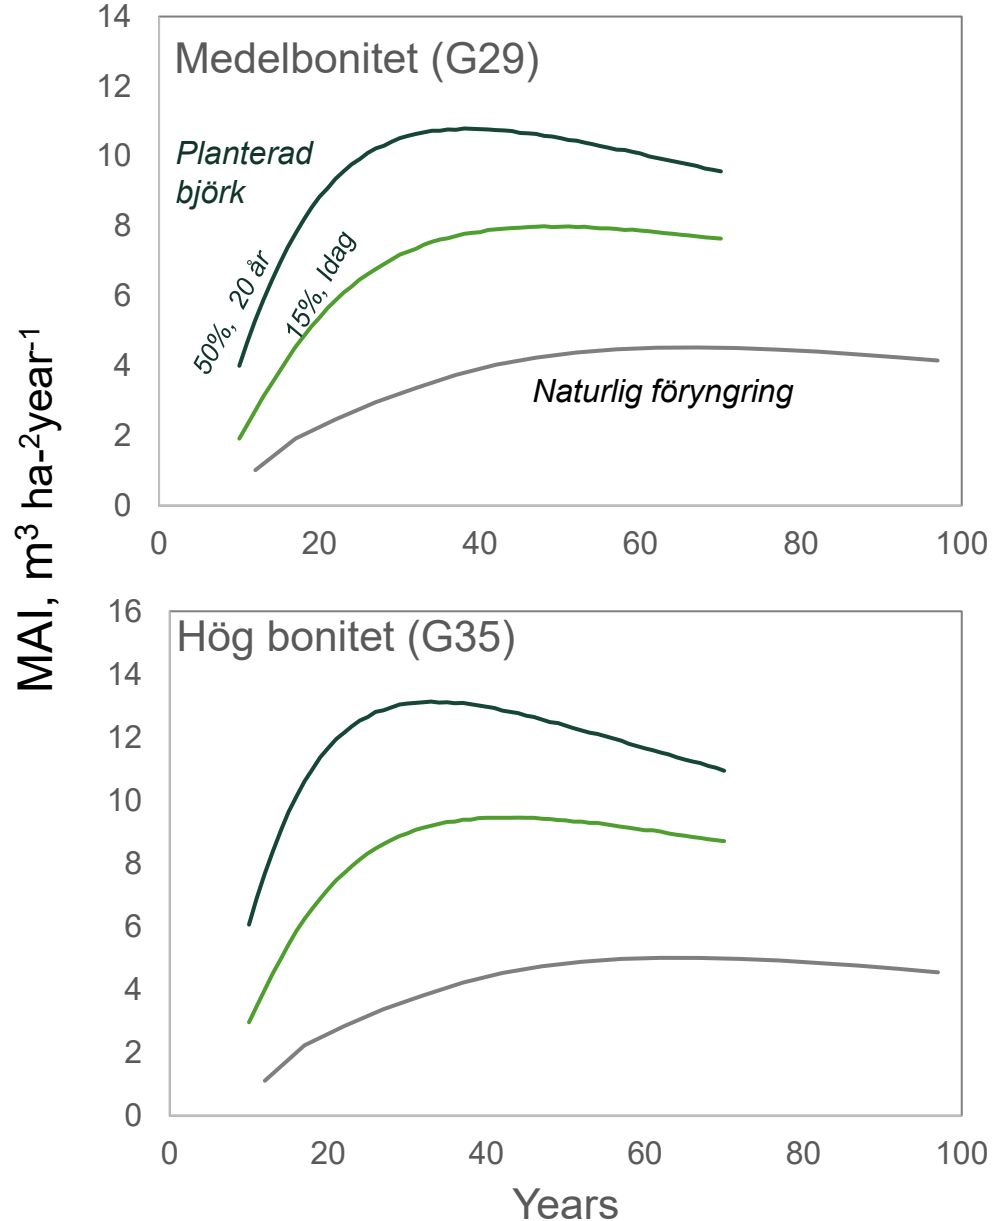 MAI, m³ ha-²year⁻¹
14
12
10
8
6
4
2
0
Medelbonitet (G29)
Planterad
björk
50%, 20 år
15%, Idag
Naturlig föryngring
0 20 40 60 80 100
16
14
12
10
8
6
4
2
0
Hög bonitet (G35)
0 20 40 60 80 100
Years